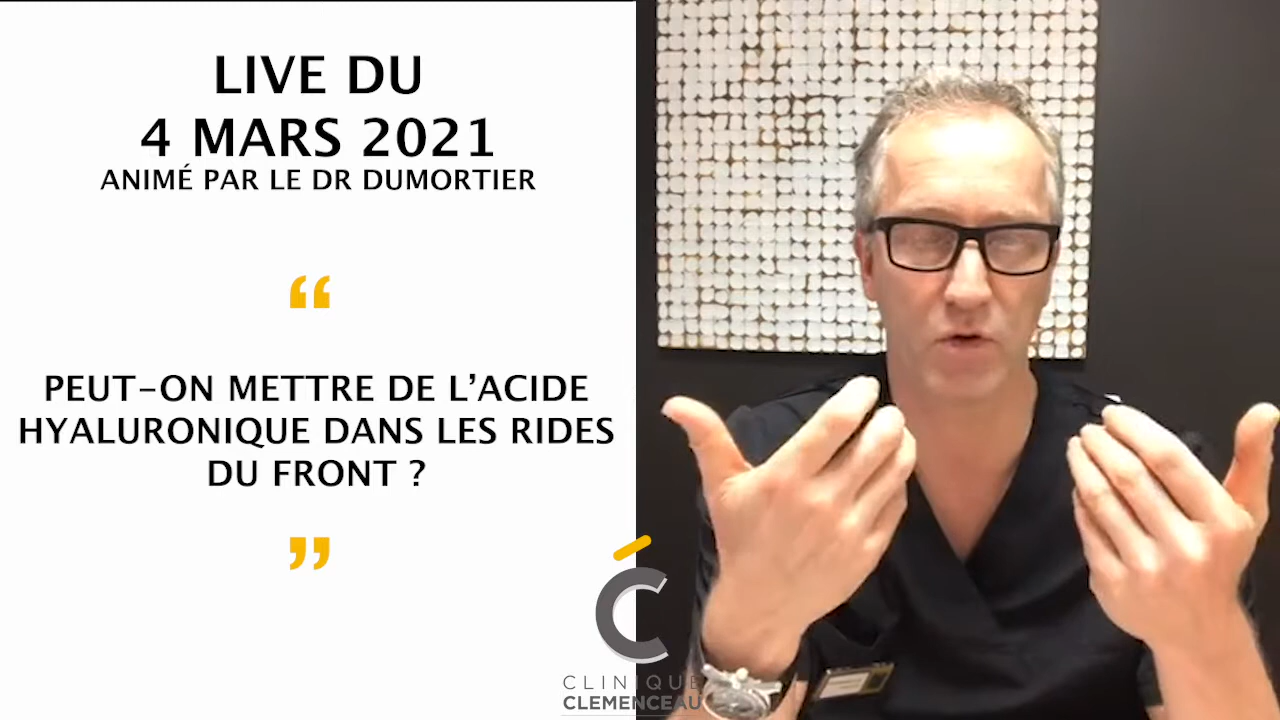 LIVE DU
4 MARS 2021
ANIMÉ PAR LE DR DUMORTIER
“
PEUT-ON METTRE DE L’ACIDE
HYALURONIQUE DANS LES RIDES
DU FRONT ?
”
CLINIQUE
CLEMENCEAU